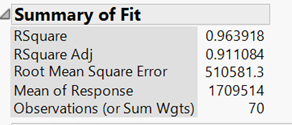 Summary of Fit
RSquare 0.963918
RSquare Adj 0.911084
Root Mean Square Error 510581.3
Mean of Response 1709514
Observations (or Sum Wgts) 70